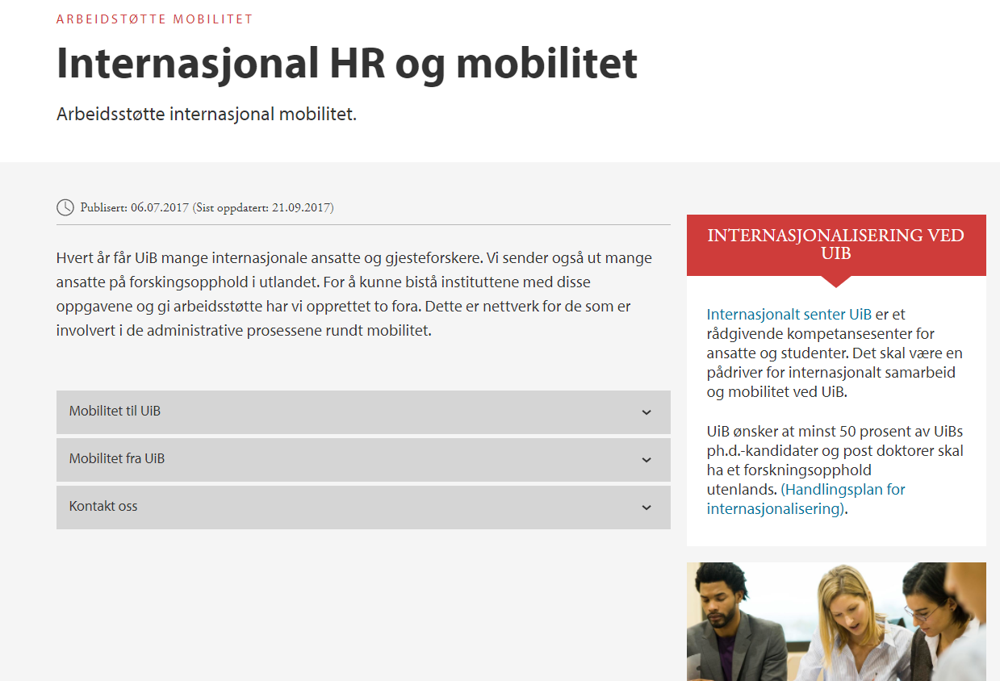 ARBEIDSTØTTE MOBILITET
Internasjonal HR og mobilitet
Arbeidsstøtte internasjonal mobilitet.
Publisert: 06.07.2017 (Sist oppdatert: 21.09.2017)
Hvert år får UiB mange internasjonale ansatte og gjesteforskere. Vi sender også ut mange
ansatte på forskingsopphold i utlandet. For å kunne bistå instituttene med disse
oppgavene og gi arbeidsstøtte har vi opprettet to fora. Dette er nettverk for de som er
involvert i de administrative prosessene rundt mobilitet.
Mobilitet til UiB
Mobilitet fra UiB
Kontakt oss
INTERNASJONALISERING VED
UIB
Internasjonalt senter UiB er et
rådgivende kompetansesenter for
ansatte og studenter. Det skal være en
pådriver for internasjonalt samarbeid
og mobilitet ved UiB.
UiB ønsker at minst 50 prosent av UiBs
ph.d.-kandidater og post doktorer skal
ha et forskningsopphold
utenlands. (Handlingsplan for
internasjonalisering).